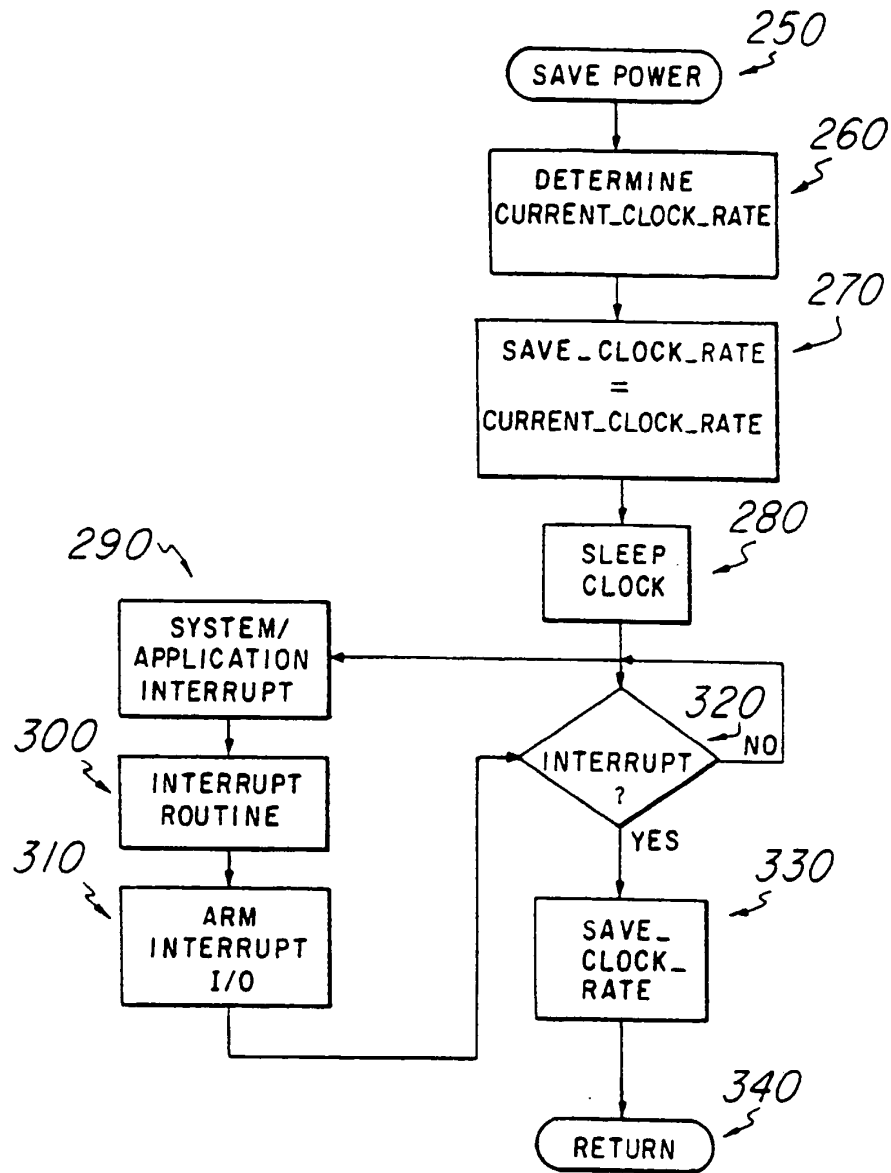 250
SAVE POWER
260
DETERMINE
CURRENT_CLOCK_RATE
270
SAVE_CLOCK_RATE
=
CURRENT_CLOCK_RATE
280
SLEEP
CLOCK
290
SYSTEM/
APPLICATION
INTERRUPT
300
INTERRUPT
ROUTINE
310
ARM
INTERRUPT
I/O
320
INTERRUPT
?
NO
YES
330
SAVE_
CLOCK_
RATE
340
RETURN